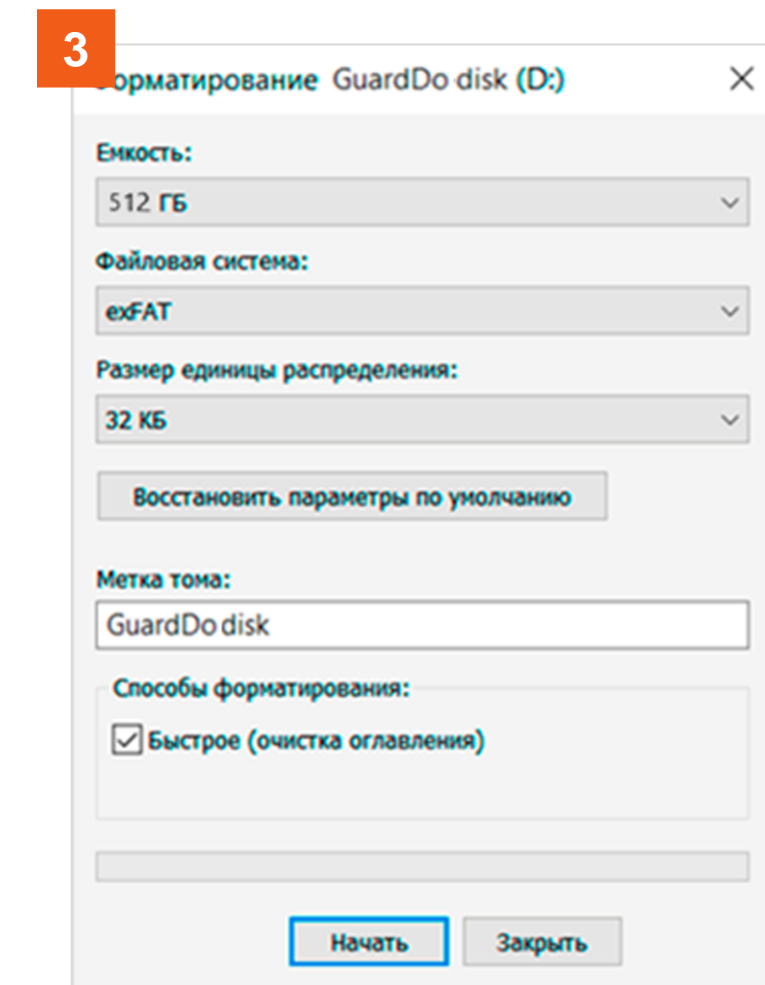 3
Форматирование GuardDo disk (D:)
Емкость:
512 ГБ
Файловая система:
exFAT
Размер единицы распределения:
32 КБ
Восстановить параметры по умолчанию
Метка тома:
GuardDo disk
Способы форматирования:
Быстрое (очистка оглавления)
Начать Закрыть